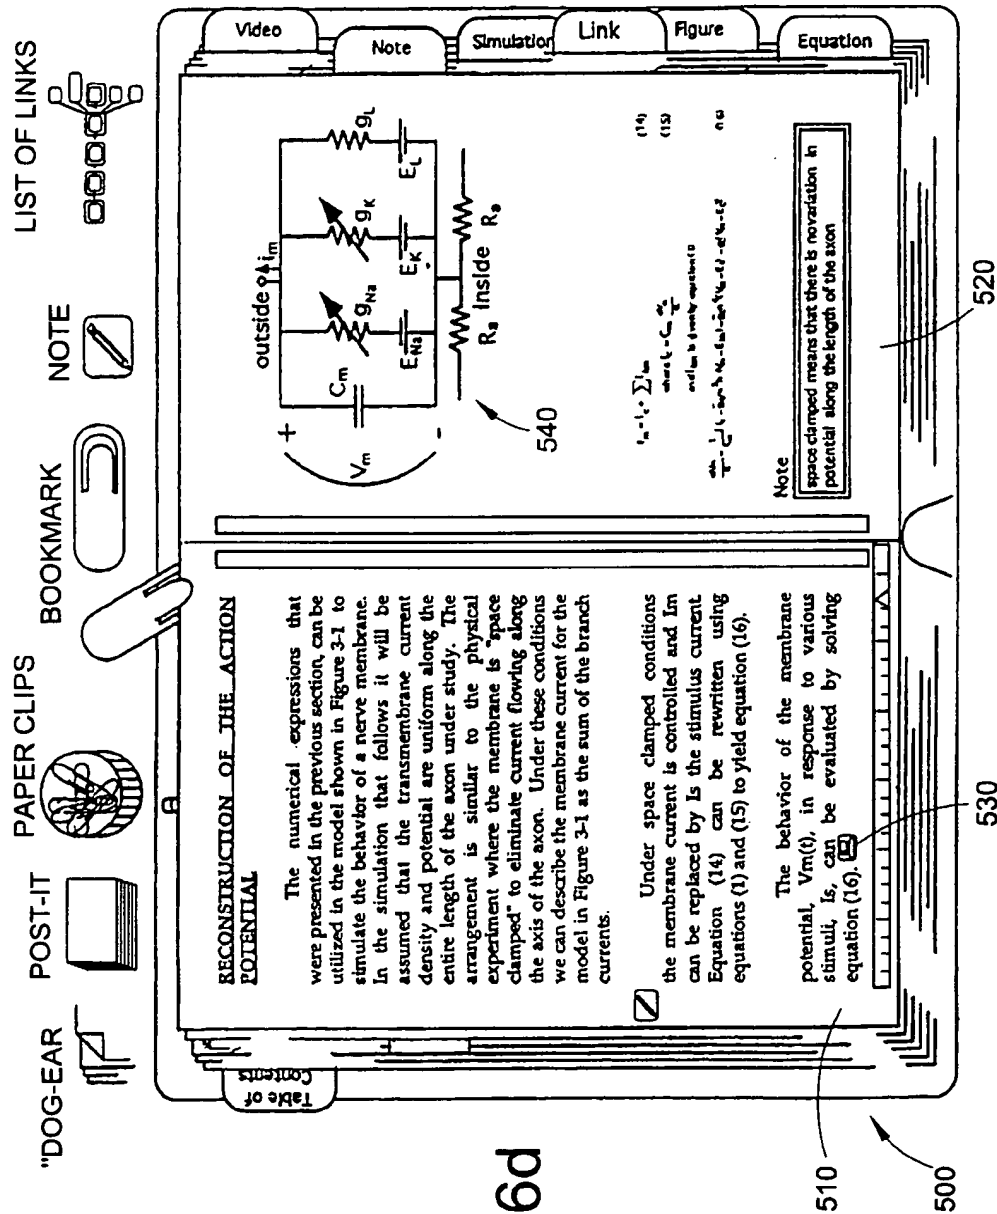 "DOG-EAR
POST-IT
PAPER CLIPS
BOOKMARK
NOTE
LIST OF LINKS
Table of
Contents
RECONSTRUCTION OF THE ACTION
POTENTIAL
The numerical expressions that
were presented in the previous section, can be
utilized in the model shown in Figure 3-1 to
simulate the behavior of a nerve membrane.
In the simulation that follows it will be
assumed that the transmembrane current
density and potential are uniform along the
entire length of the axon under study. The
arrangement is similar to the physical
experiment where the membrane is "space
clamped" to eliminate current flowing along
the axis of the axon. Under these conditions
we can describe the membrane current for the
model in Figure 3-1 as the sum of the branch
currents.
Under space clamped conditions
the membrane current is controlled and Im
can be replaced by Is the stimulus current
Equation (14) can be rewritten using
equations (1) and (15) to yield equation (16).
The behavior of the membrane
potential, Vm(t), in response to various
stimuli, Is, can be evaluated by solving
equation (16).
outside
im
+
Vm
-
Cm
gNa
gK
gL
ENa
EK
EL
Ra
Inside
Ra
540
(14)
(15)
(16)
Note
space clamped means that there is no variation in
potential along the length of the axon
Video
Note
Simulation
Link
Figure
Equation
6d
500
510
530
520